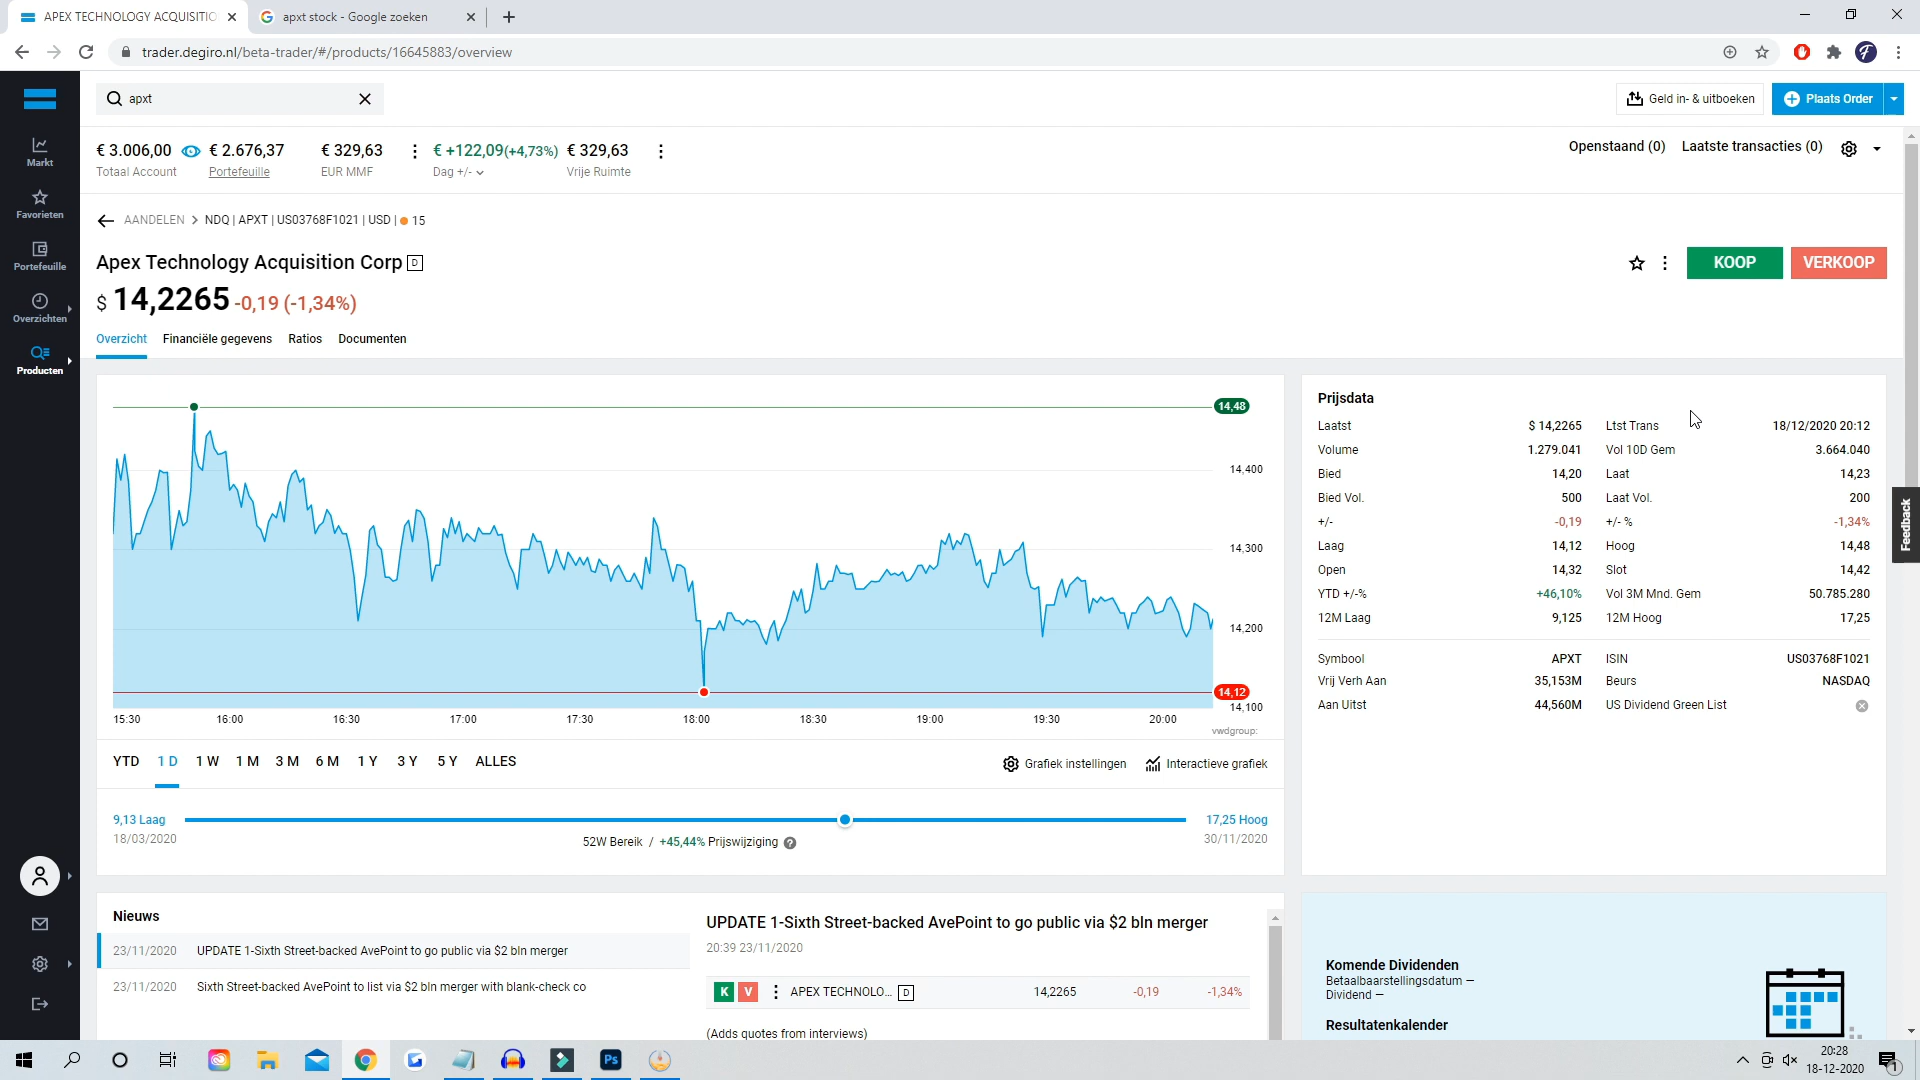 APEX TECHNOLOGY ACQUISITIO
apxt stock - Google zoeken
trader.degiro.nl/beta-trader/#/products/16645883/overview
apxt
Geld in- & uitboeken
Plaats Order
Markt
Favorieten
Portefeuille
Overzichten
Producten
€ 3.006,00 € 2.676,37 € 329,63 € +122,09(+4,73%) € 329,63
Totaal Account Portefeuille EUR MMF Dag +/- Vrije Ruimte
Openstaand (0) Laatste transacties (0)
AANDELEN > NDQ | APXT | US03768F1021 | USD | 15
Apex Technology Acquisition Corp D
$ 14,2265 -0,19 (-1,34%)
KOOP VERKOOP
Overzicht Financiële gegevens Ratios Documenten
14,48
14,400
14,300
14,200
14,12
14,100
15:30 16:00 16:30 17:00 17:30 18:00 18:30 19:00 19:30 20:00
vwdgroup:
YTD 1 D 1 W 1 M 3 M 6 M 1 Y 3 Y 5 Y ALLES
Grafiek instellingen Interactieve grafiek
9,13 Laag 17,25 Hoog
18/03/2020 52W Bereik / +45,44% Prijswijziging ? 30/11/2020
Prijsdata
Laatst $ 14,2265 Ltst Trans 18/12/2020 20:12
Volume 1.279.041 Vol 10D Gem 3.664.040
Bied 14,20 Laat 14,23
Bied Vol. 500 Laat Vol. 200
+/- -0,19 +/- % -1,34%
Laag 14,12 Hoog 14,48
Open 14,32 Slot 14,42
YTD +/-% +46,10% Vol 3M Mnd. Gem 50.785.280
12M Laag 9,125 12M Hoog 17,25
Symbool APXT ISIN US03768F1021
Vrij Verh Aan 35,153M Beurs NASDAQ
Aan Uitst 44,560M US Dividend Green List
Feedback
Nieuws
23/11/2020 UPDATE 1-Sixth Street-backed AvePoint to go public via $2 bln merger
23/11/2020 Sixth Street-backed AvePoint to list via $2 bln merger with blank-check co
UPDATE 1-Sixth Street-backed AvePoint to go public via $2 bln merger
20:39 23/11/2020
K V APEX TECHNOLO... D 14,2265 -0,19 -1,34%
(Adds quotes from interviews)
Komende Dividenden
Betaalbaarstellingsdatum —
Dividend —
Resultatenkalender
Ps
20:28
18-12-2020
1